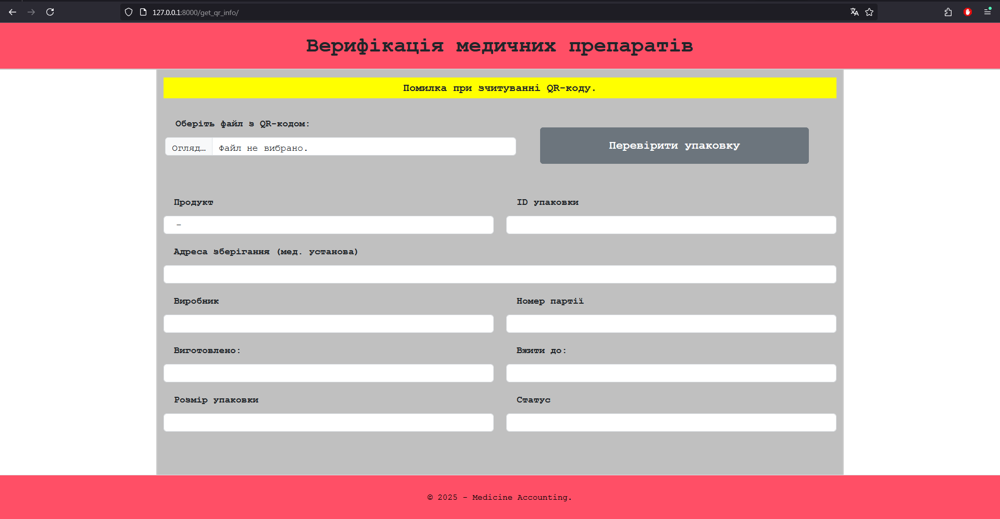 127.0.0.1:8000/get_qr_info/
Верифікація медичних препаратів
Помилка при зчитуванні QR-коду.
Оберіть файл з QR-кодом:
Огляд… Файл не вибрано.
Перевірити упаковку
Продукт
ID упаковки
-
Адреса зберігання (мед. установа)
Виробник
Номер партії
Виготовлено:
Вжити до:
Розмір упаковки
Статус
© 2025 - Medicine Accounting.